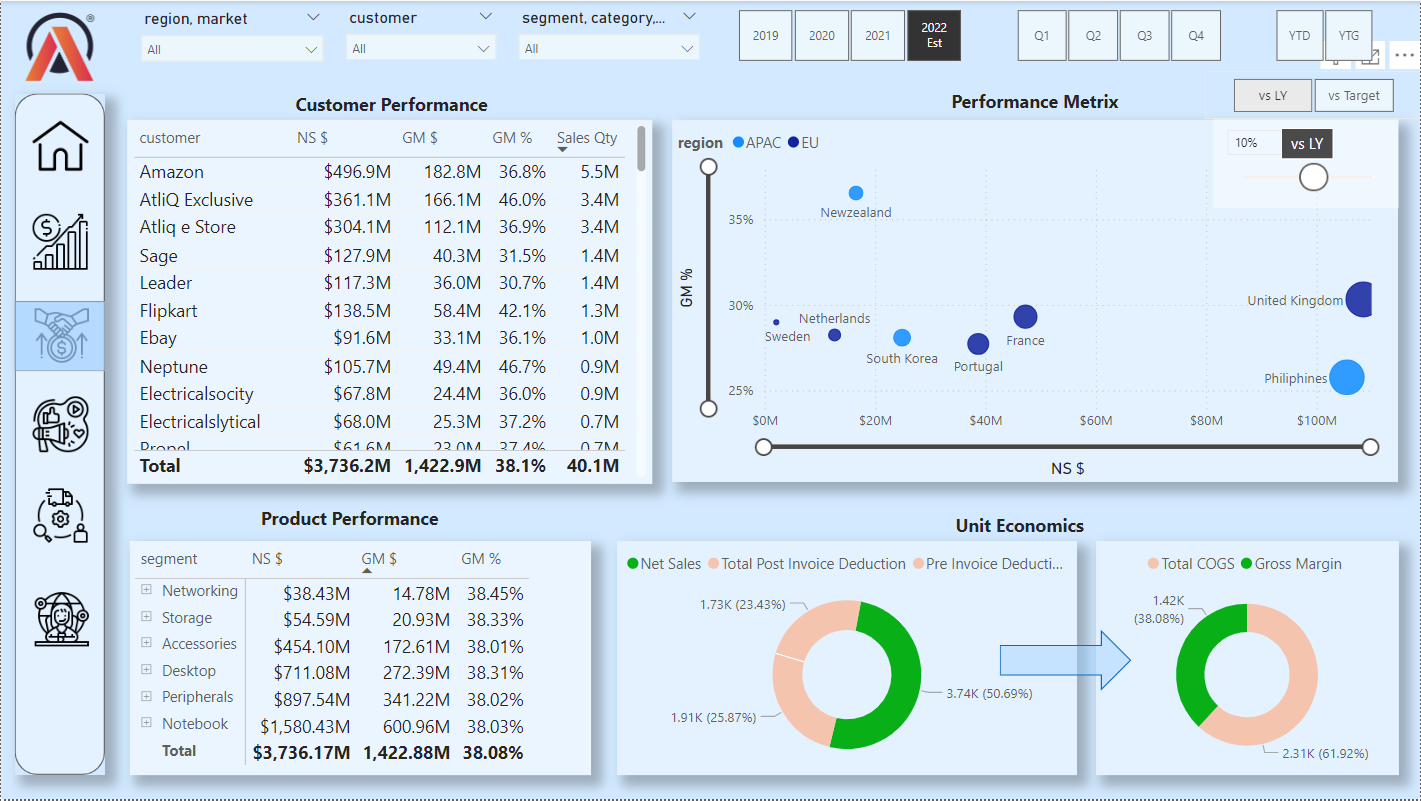 region, market
customer
segment, category,...
All
All
All
2019
2020
2021
2022 Est
Q1
Q2
Q3
Q4
YTD
YTG
vs LY
vs Target
Customer Performance
customer NS $ GM $ GM % Sales Qty
Amazon $496.9M 182.8M 36.8% 5.5M
AtliQ Exclusive $361.1M 166.1M 46.0% 3.4M
Atliq e Store $304.1M 112.1M 36.9% 3.4M
Sage $127.9M 40.3M 31.5% 1.4M
Leader $117.3M 36.0M 30.7% 1.4M
Flipkart $138.5M 58.4M 42.1% 1.3M
Ebay $91.6M 33.1M 36.1% 1.0M
Neptune $105.7M 49.4M 46.7% 0.9M
Electricalsocity $67.8M 24.4M 36.0% 0.9M
Electricalslytical $68.0M 25.3M 37.2% 0.7M
Propel $61.6M 23.0M 37.4% 0.7M
Total $3,736.2M 1,422.9M 38.1% 40.1M
Performance Metrix
region APAC EU
10%
vs LY
GM %
35%
30%
25%
Newzealand
United Kingdom
Netherlands
Sweden
France
South Korea
Portugal
Philiphines
$0M $20M $40M $60M $80M $100M
NS $
Product Performance
segment NS $ GM $ GM %
Networking $38.43M 14.78M 38.45%
Storage $54.59M 20.93M 38.33%
Accessories $454.10M 172.61M 38.01%
Desktop $711.08M 272.39M 38.31%
Peripherals $897.54M 341.22M 38.02%
Notebook $1,580.43M 600.96M 38.03%
Total $3,736.17M 1,422.88M 38.08%
Unit Economics
Net Sales Total Post Invoice Deduction Pre Invoice Deducti...
1.73K (23.43%)
3.74K (50.69%)
1.91K (25.87%)
Total COGS Gross Margin
1.42K
(38.08%)
2.31K (61.92%)